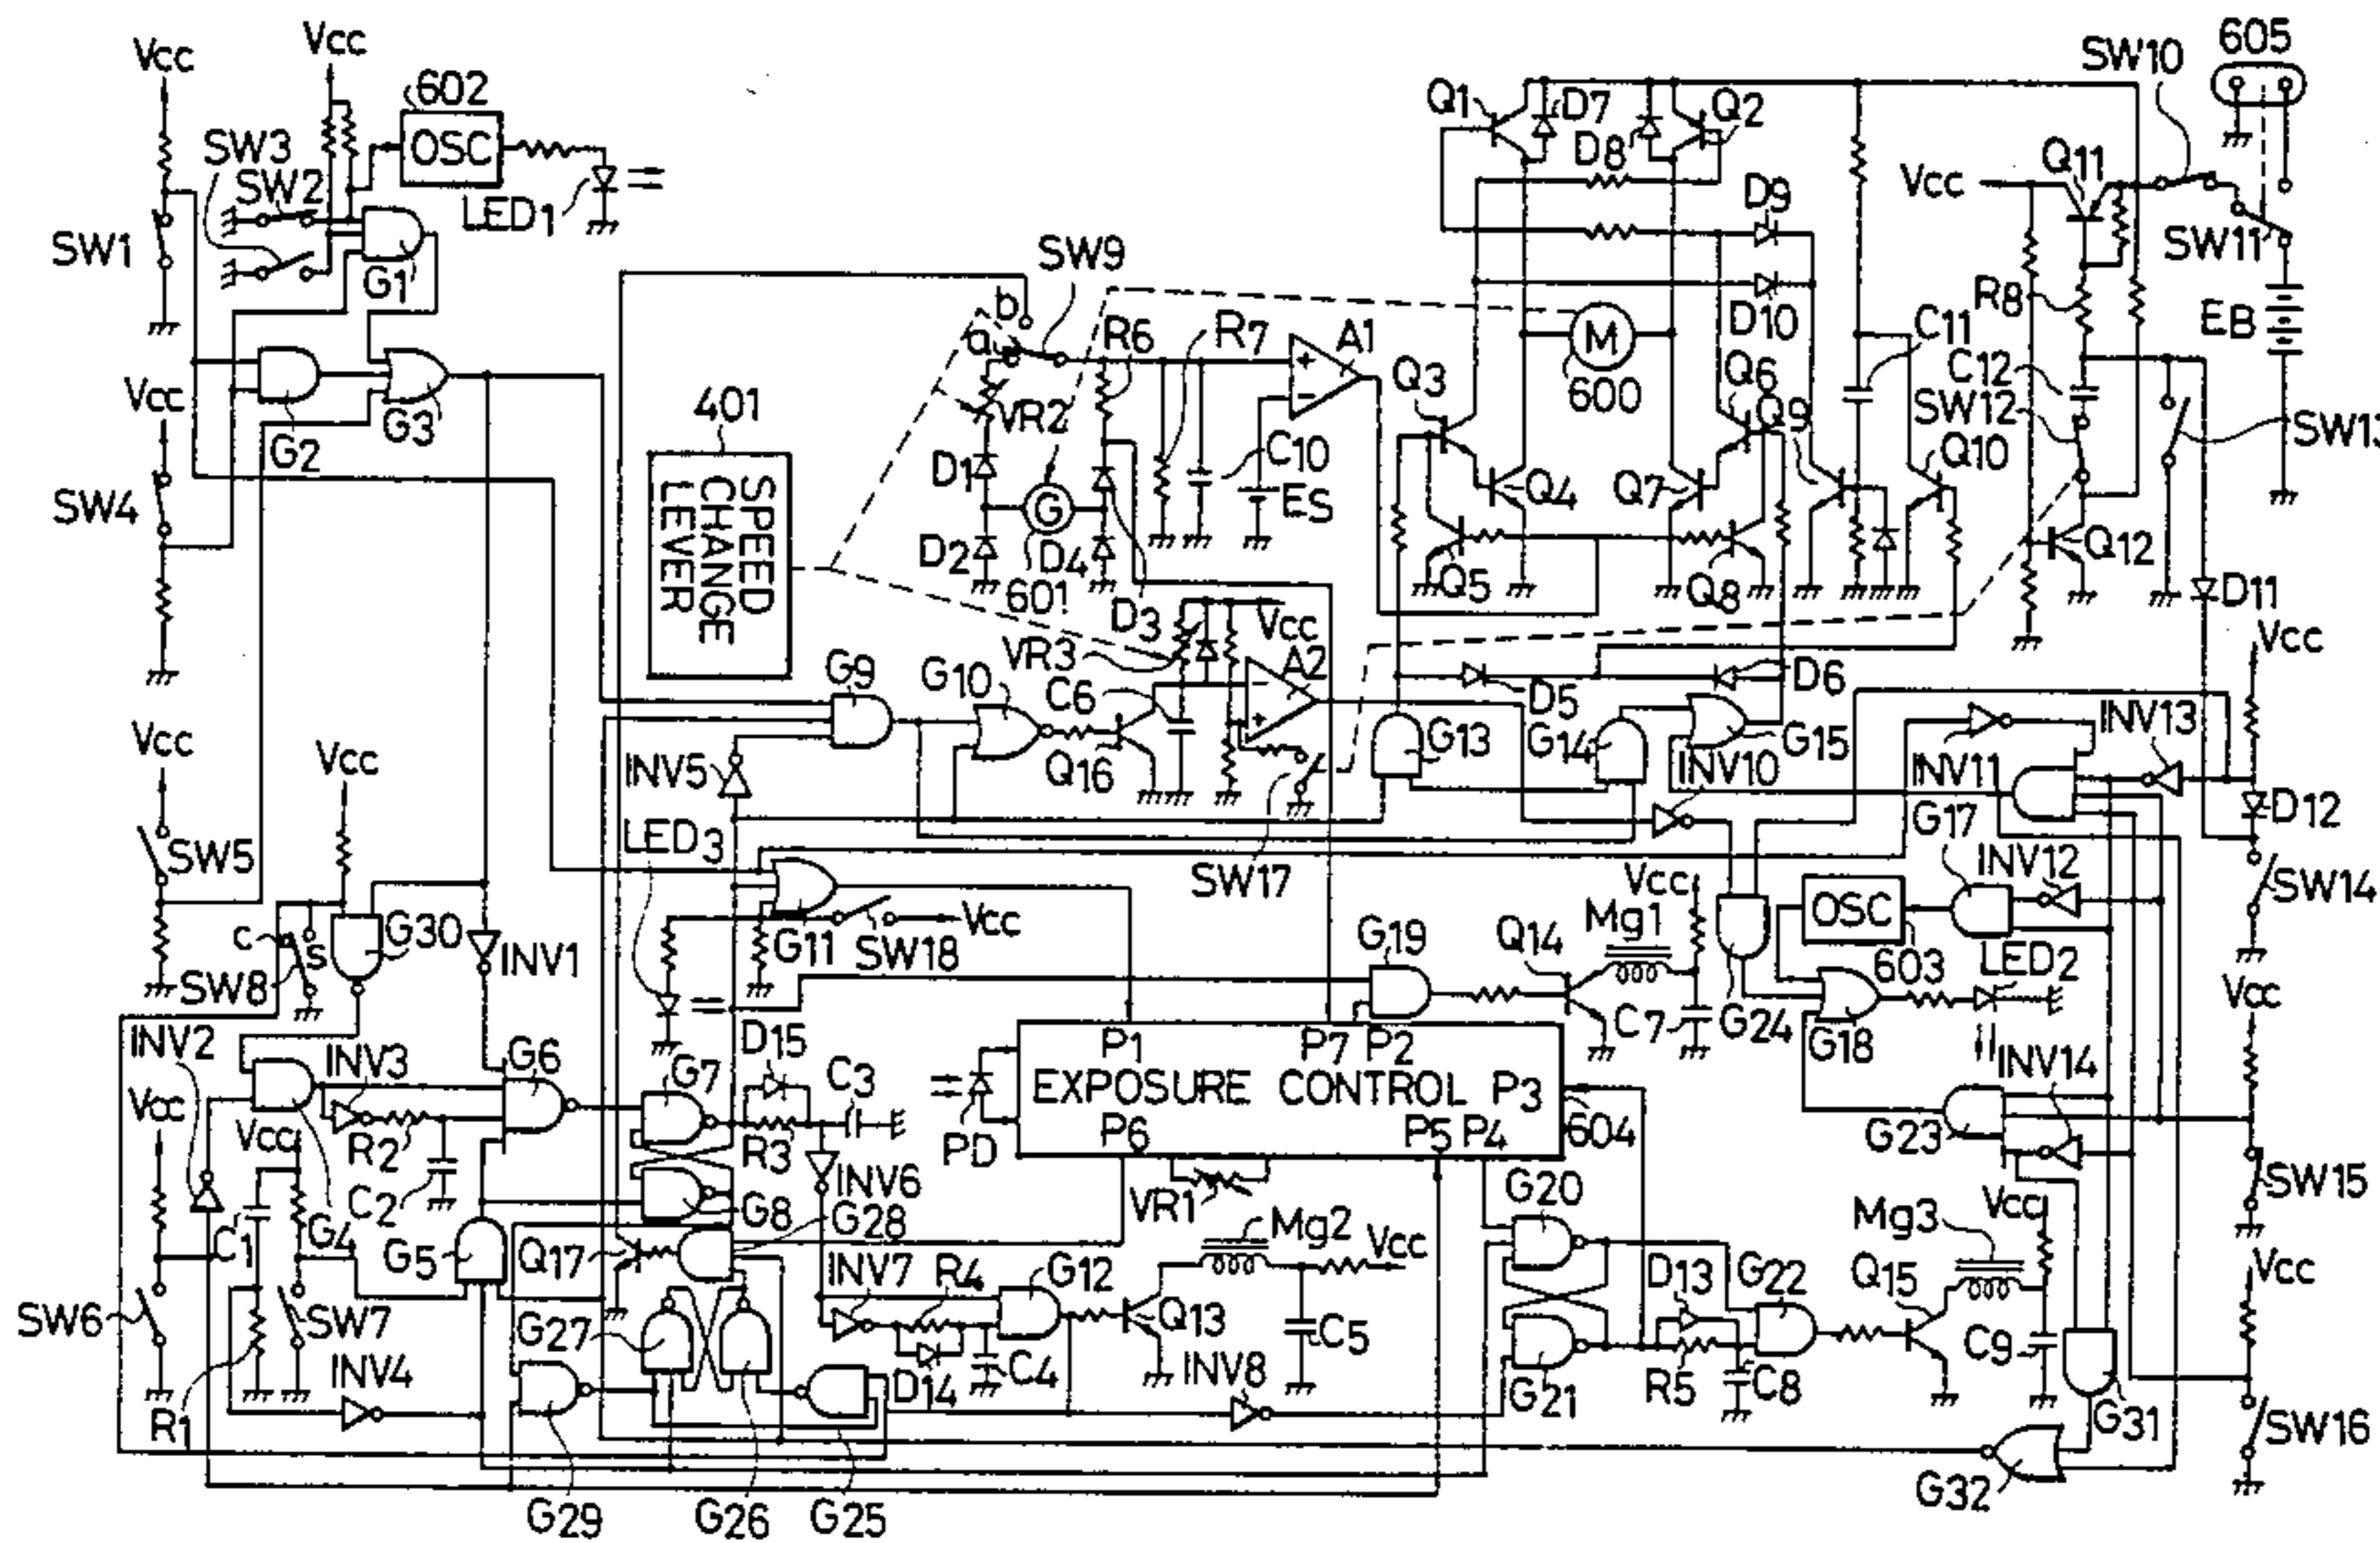 Vcc
Vcc
602
OSC
SW3
SW2
LED1
SW1
G1
Q1
D7
D8
Q2
SW10
605
Vcc
Q11
SW11
D9
D10
SW9
b
a
R6
R7
A1
+
-
M
600
C11
R8
EB
C12
SW12
SW13
Vcc
G2
G3
401
SPEED CHANGE LEVER
VR2
D1
G
C10
ES
Q3
Q4
Q6
Q9
Q7
Q10
SW4
D2
D4
601
Q5
Q8
Q12
D11
D3
Vcc
VR3
A2
-
+
Vcc
G9
G10
C6
D5
D6
Vcc
Vcc
INV5
Q16
G13
G14
G15
INV10
INV11
INV13
D12
SW5
LED3
SW17
G17
INV12
SW14
c
s
G30
INV1
G11
SW18
Vcc
G19
Q14
Mg1
Vcc
OSC
603
LED2
SW8
INV2
INV3
G6
G7
D15
C3
P1
P7
P2
EXPOSURE CONTROL
P3
C7
G24
G18
INV14
Vcc
Vcc
Vcc
R2
R3
PD
P6
P5
P4
604
G23
C2
INV6
VR1
G20
SW15
C1
G4
G5
G8
G28
Mg2
Vcc
Mg3
Vcc
Vcc
Q17
INV7
R4
G12
D13
G22
Q15
SW6
SW7
G27
Q13
C5
C9
INV4
D14
C4
INV8
G21
R5
C8
G31
R1
SW16
G29
G26
G25
G32